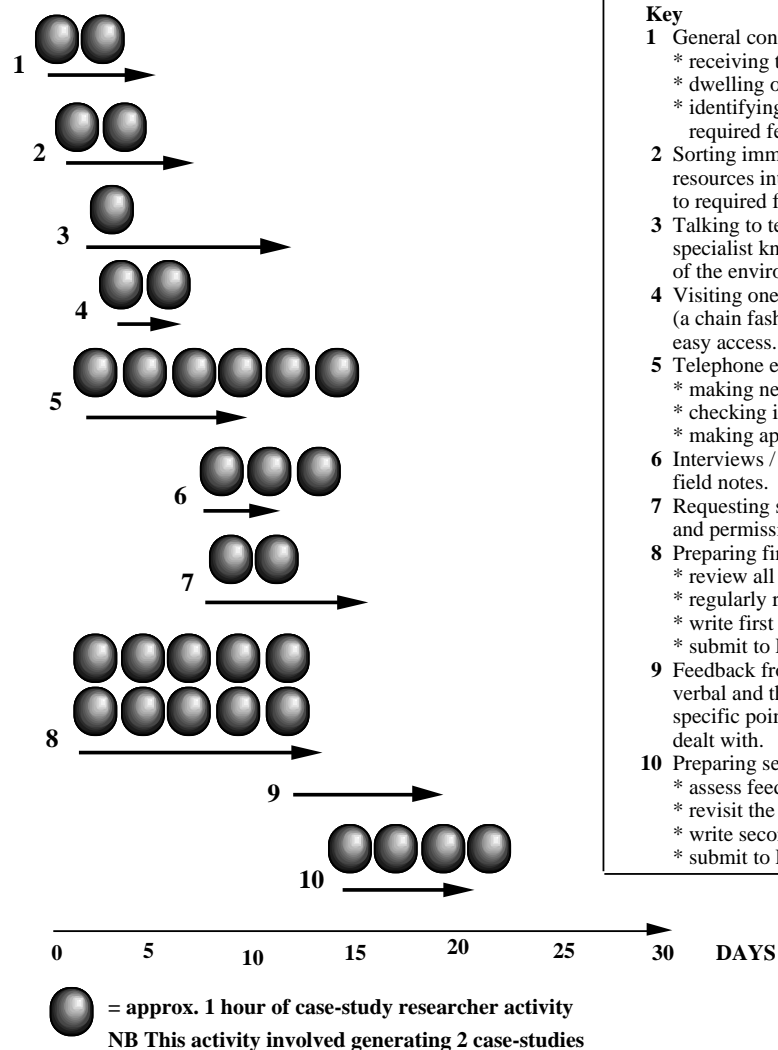 1
2
3
4
5
6
7
8
9
10
Key
1 General con
* receiving t
* dwelling o
* identifying
required fe
2 Sorting imm
resources int
to required f
3 Talking to te
specialist kn
of the enviro
4 Visiting one
(a chain fash
easy access.
5 Telephone e
* making ne
* checking i
* making ap
6 Interviews /
field notes.
7 Requesting s
and permissi
8 Preparing fir
* review all
* regularly r
* write first
* submit to
9 Feedback fro
verbal and th
specific poin
dealt with.
10 Preparing se
* assess feed
* revisit the
* write secon
* submit to
0 5 10 15 20 25 30 DAYS
= approx. 1 hour of case-study researcher activity
NB This activity involved generating 2 case-studies